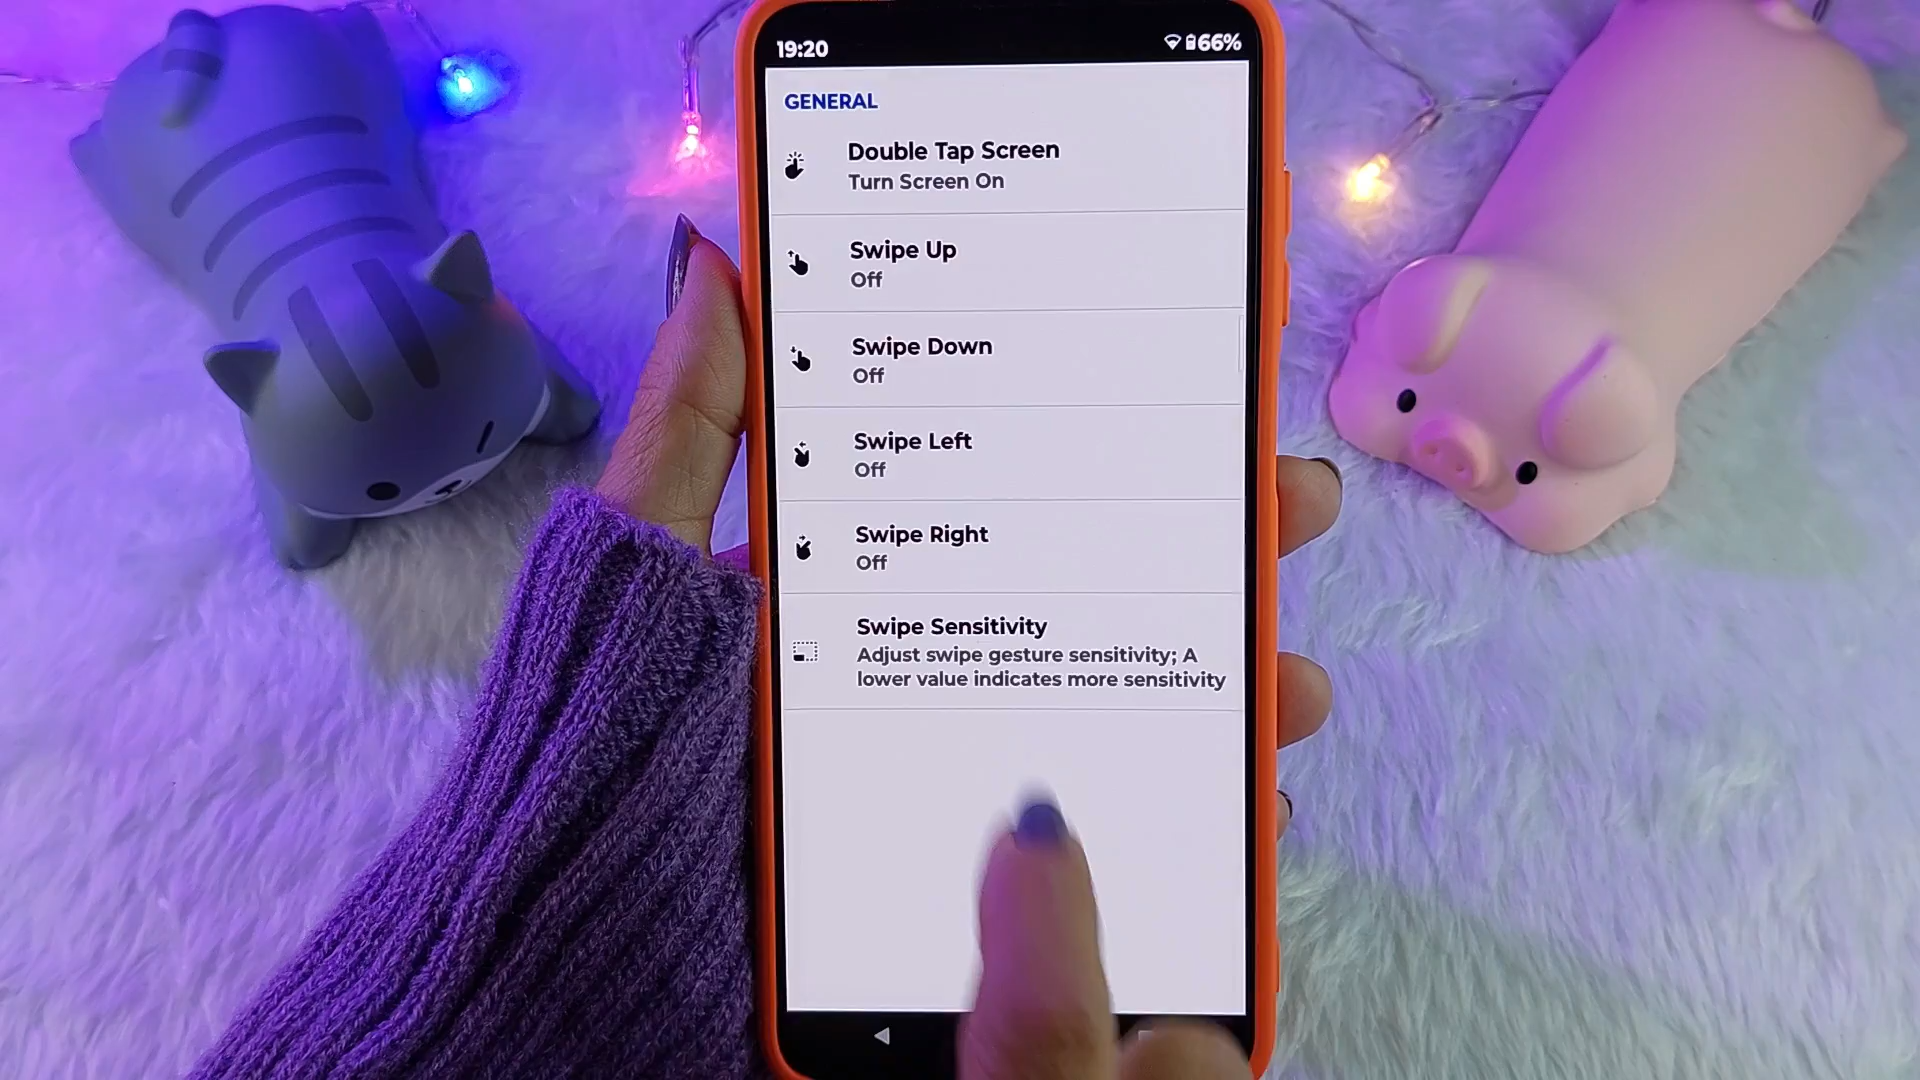 19:20
66%
GENERAL
Double Tap Screen
Turn Screen On
Swipe Up
Off
Swipe Down
Off
Swipe Left
Off
Swipe Right
Off
Swipe Sensitivity
Adjust swipe gesture sensitivity; A
lower value indicates more sensitivity